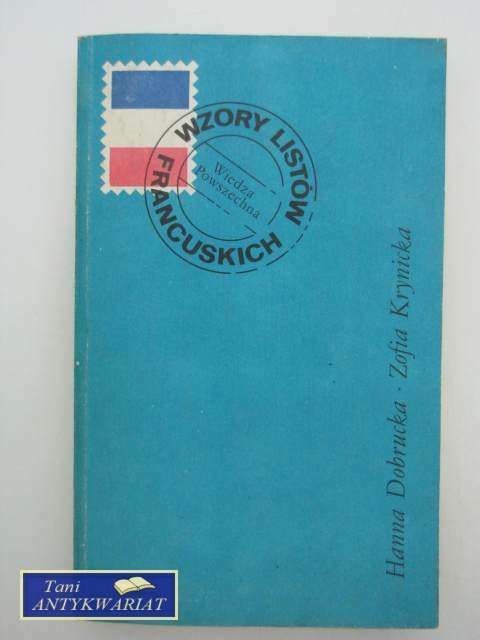 WZORY LISTÓW
FRANCUSKICH
Wiedza
Powszechna
Hanna Dobrucka · Zofia Krynicka
Tani
ANTYKWARIAT